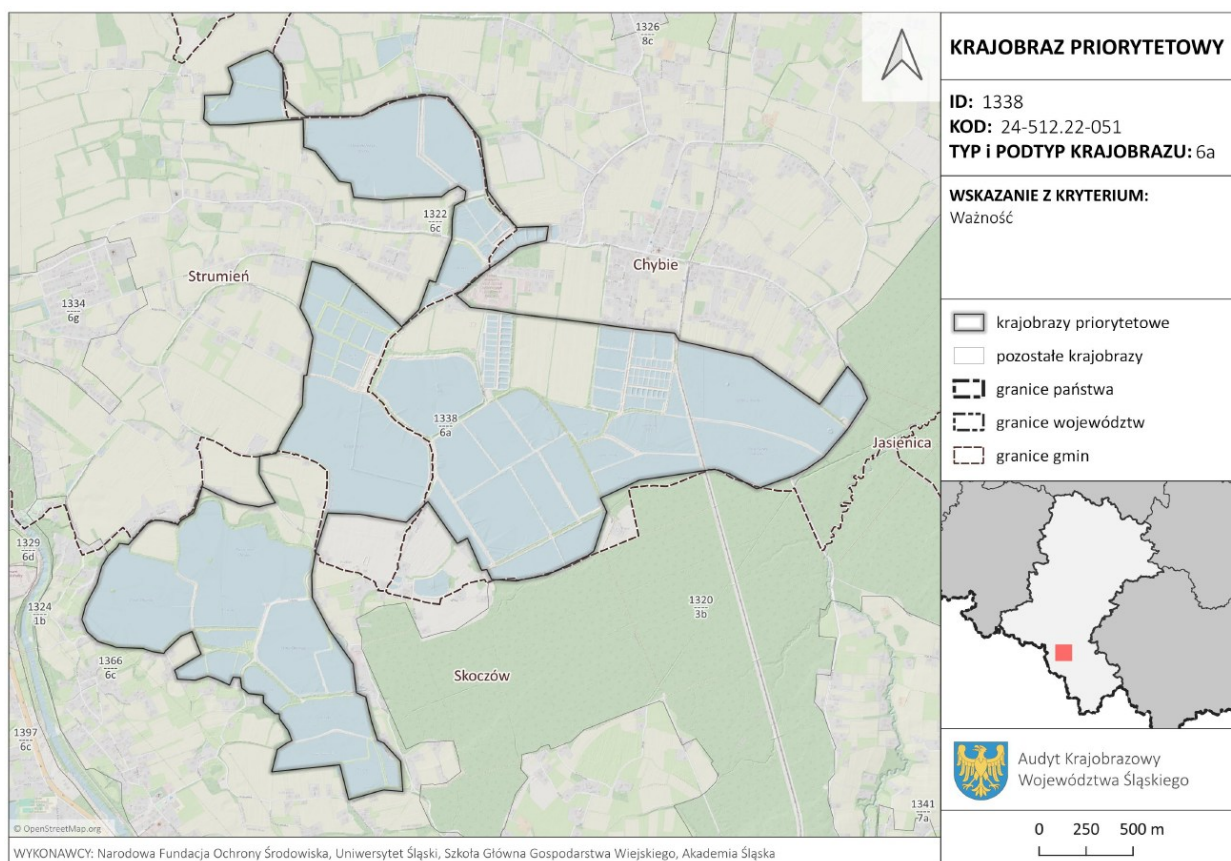 1326
8c
1322
6c
Strumień
Chybie
1334
6g
1338
6a
Jasienica
1329
6d
1324
1b
1320
3b
1366
6c
Skoczów
1397
6c
1341
7a
© OpenStreetMap.org
WYKONAWCY: Narodowa Fundacja Ochrony Środowiska, Uniwersytet Śląski, Szkoła Główna Gospodarstwa Wiejskiego, Akademia Śląska
KRAJOBRAZ PRIORYTETOWY
ID: 1338
KOD: 24-512.22-051
TYP i PODTYP KRAJOBRAZU: 6a
WSKAZANIE Z KRYTERIUM:
Ważność
krajobrazy priorytetowe
pozostałe krajobrazy
granice państwa
granice województw
granice gmin
Audyt Krajobrazowy
Województwa Śląskiego
0 250 500 m